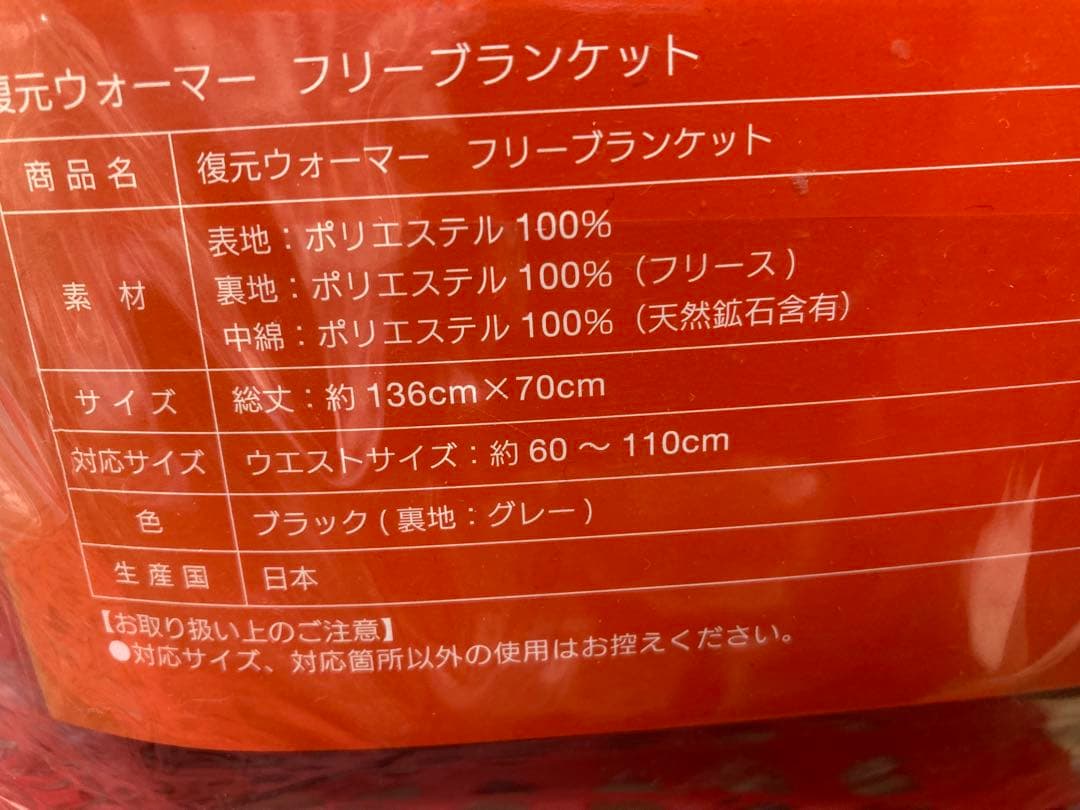 復元ウォーマー フリーブランケット
商品名 復元ウォーマー フリーブランケット
素材 表地：ポリエステル 100%
裏地：ポリエステル 100%（フリース）
中綿：ポリエステル 100%（天然鉱石含有）
サイズ 総丈：約 136cm×70cm
対応サイズ ウエストサイズ：約 60 〜 110cm
色 ブラック（裏地：グレー）
生産国 日本
【お取り扱い上のご注意】
●対応サイズ、対応箇所以外の使用はお控えください。